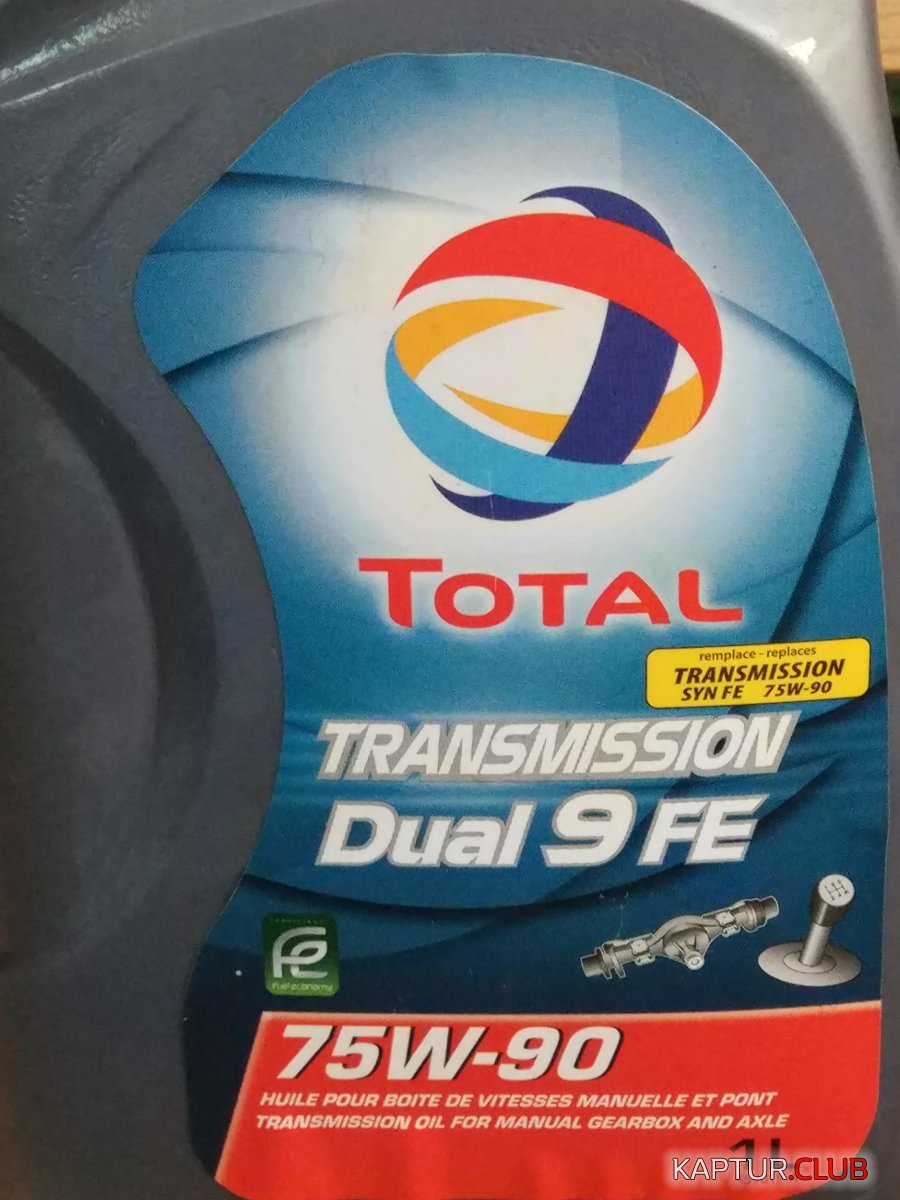 TOTAL
remplace - replaces
TRANSMISSION
SYN FE 75W-90
TRANSMISSION
Dual 9 FE
fuel economy
75W-90
HUILE POUR BOITE DE VITESSES MANUELLE ET PONT
TRANSMISSION OIL FOR MANUAL GEARBOX AND AXLE
1L
KAPTUR.CLUB